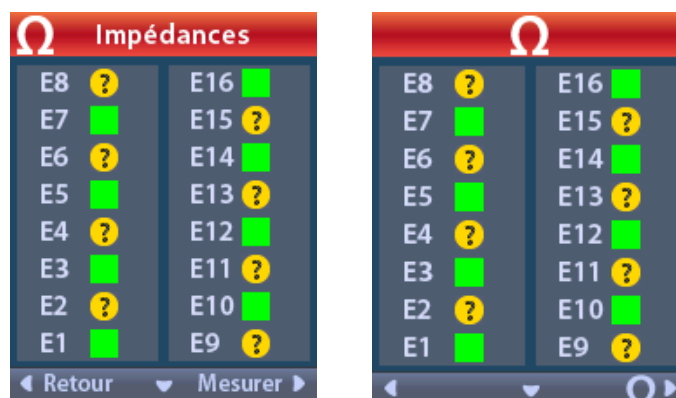 Ω Impédances
E8 ? E16
E7 E15 ?
E6 ? E14
E5 E13 ?
E4 ? E12
E3 E11 ?
E2 ? E10
E1 E9 ?
Retour Mesurer
Ω
E8 ? E16
E7 E15 ?
E6 ? E14
E5 E13 ?
E4 ? E12
E3 E11 ?
E2 ? E10
E1 E9 ?
Ω